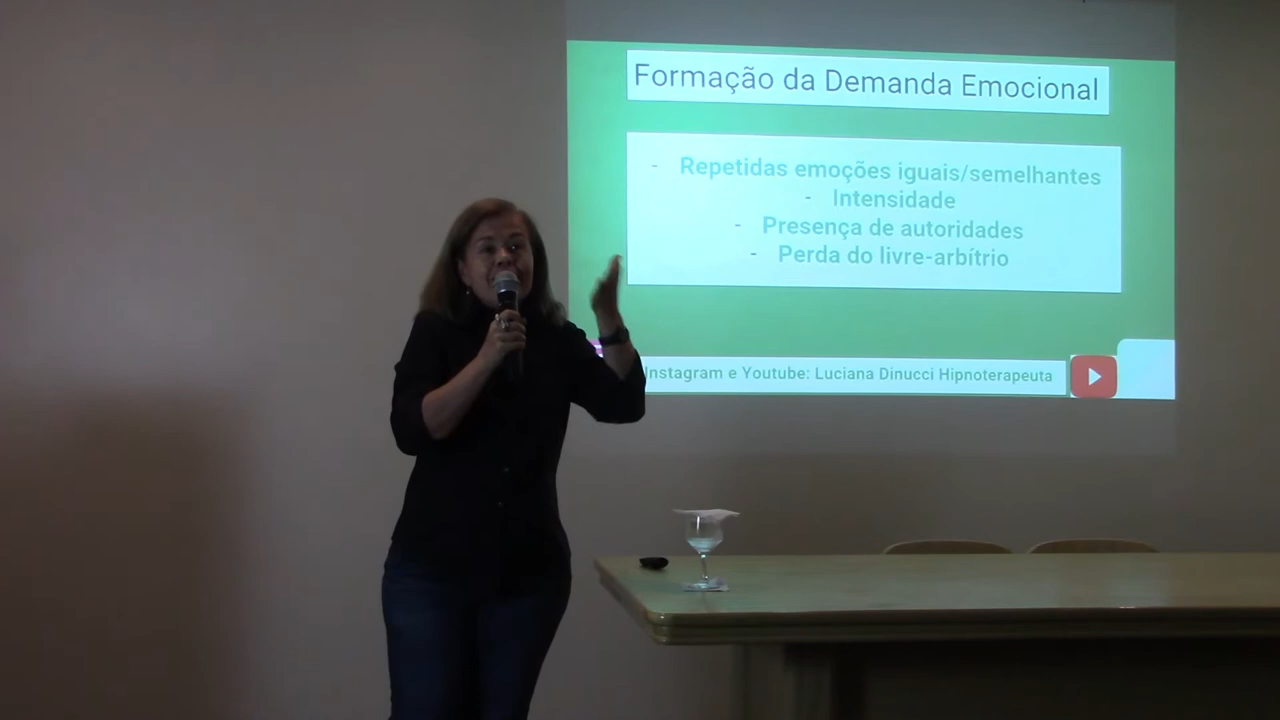 Formação da Demanda Emocional
- Repetidas emoções iguais/semelhantes
- Intensidade
- Presença de autoridades
- Perda do livre-arbítrio
Instagram e Youtube: Luciana Dinucci Hipnoterapeuta